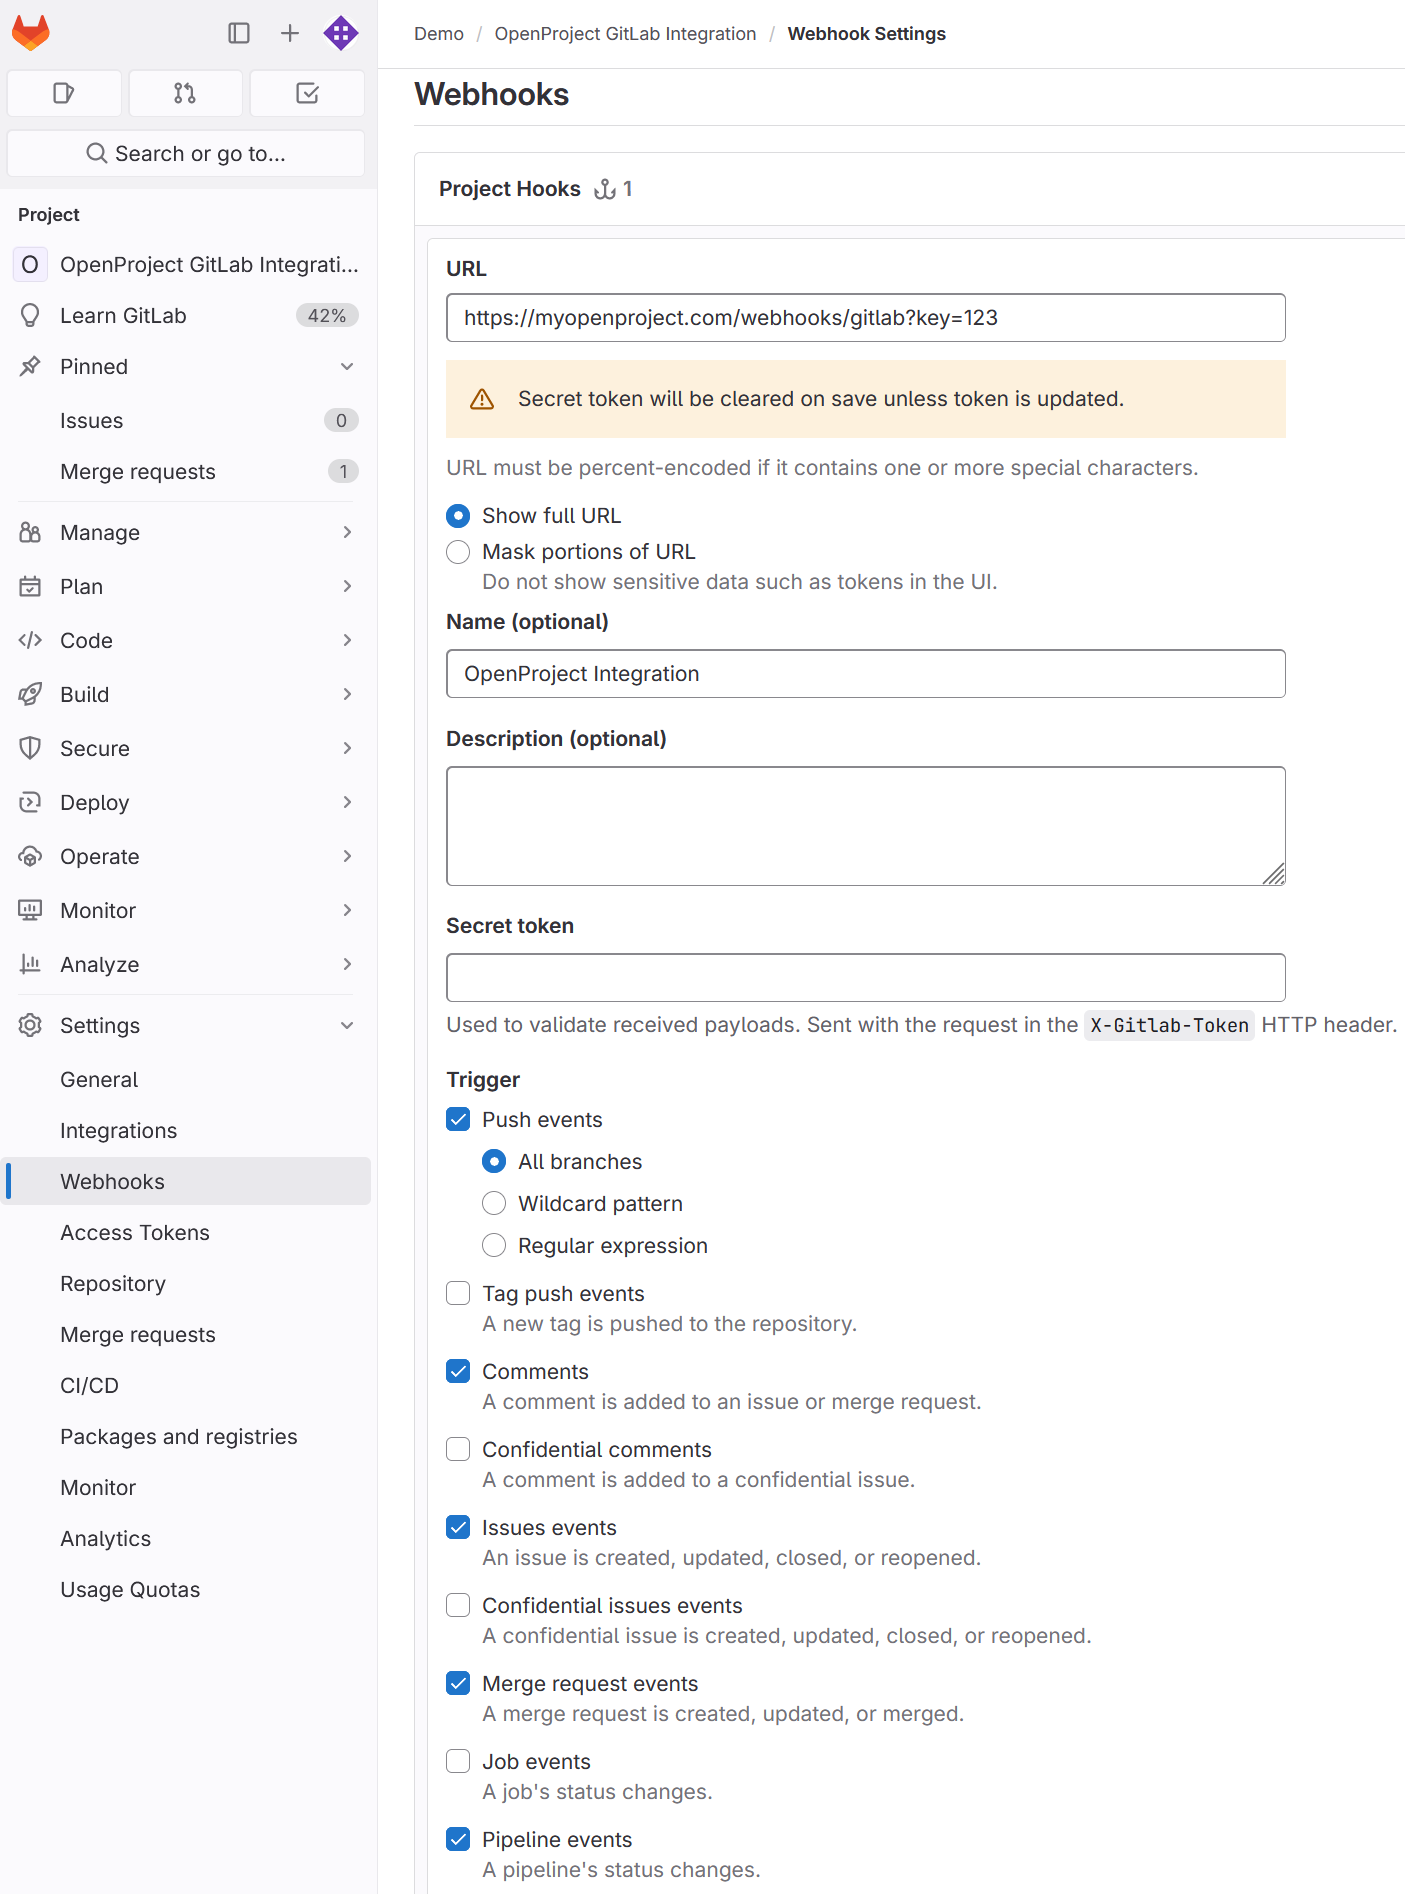 Demo / OpenProject GitLab Integration / Webhook Settings
Search or go to...
Project
O OpenProject GitLab Integrati...
Learn GitLab 42%
Pinned
Issues 0
Merge requests 1
Manage
Plan
Code
Build
Secure
Deploy
Operate
Monitor
Analyze
Settings
General
Integrations
Webhooks
Access Tokens
Repository
Merge requests
CI/CD
Packages and registries
Monitor
Analytics
Usage Quotas
Webhooks
Project Hooks 1
URL
https://myopenproject.com/webhooks/gitlab?key=123
Secret token will be cleared on save unless token is updated.
URL must be percent-encoded if it contains one or more special characters.
Show full URL
Mask portions of URL
Do not show sensitive data such as tokens in the UI.
Name (optional)
OpenProject Integration
Description (optional)
Secret token
Used to validate received payloads. Sent with the request in the X-Gitlab-Token HTTP header.
Trigger
Push events
All branches
Wildcard pattern
Regular expression
Tag push events
A new tag is pushed to the repository.
Comments
A comment is added to an issue or merge request.
Confidential comments
A comment is added to a confidential issue.
Issues events
An issue is created, updated, closed, or reopened.
Confidential issues events
A confidential issue is created, updated, closed, or reopened.
Merge request events
A merge request is created, updated, or merged.
Job events
A job's status changes.
Pipeline events
A pipeline's status changes.